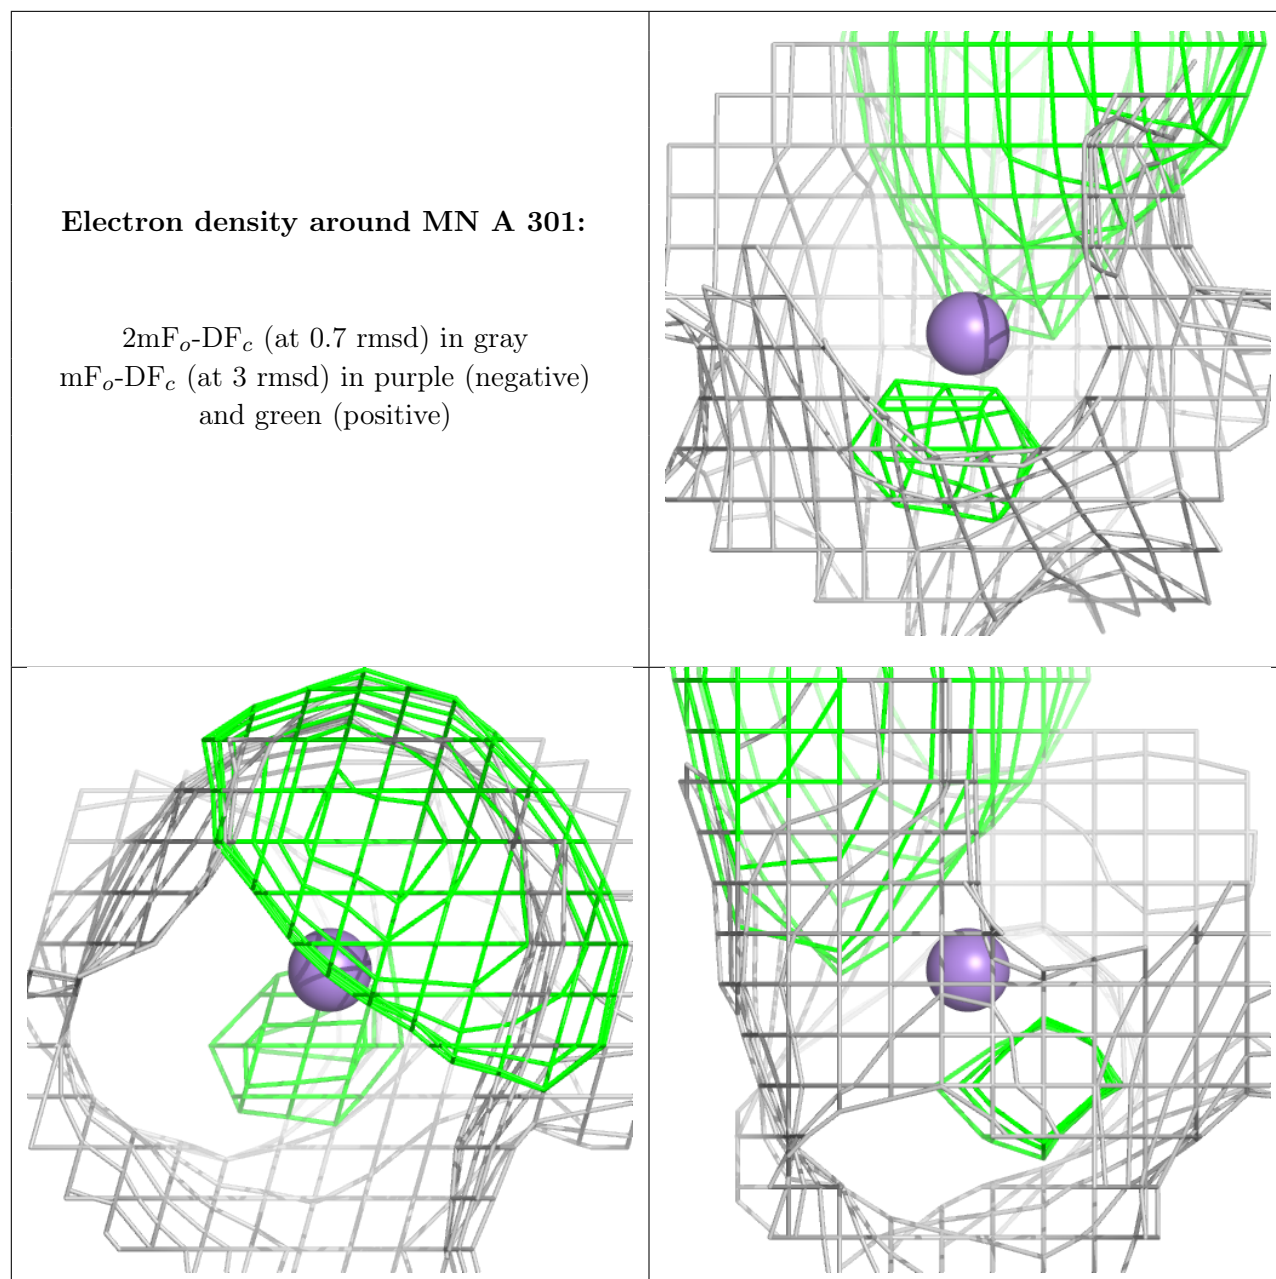 Electron density around MN A 301:
2mFo-DFc (at 0.7 rmsd) in gray
mFo-DFc (at 3 rmsd) in purple (negative)
and green (positive)